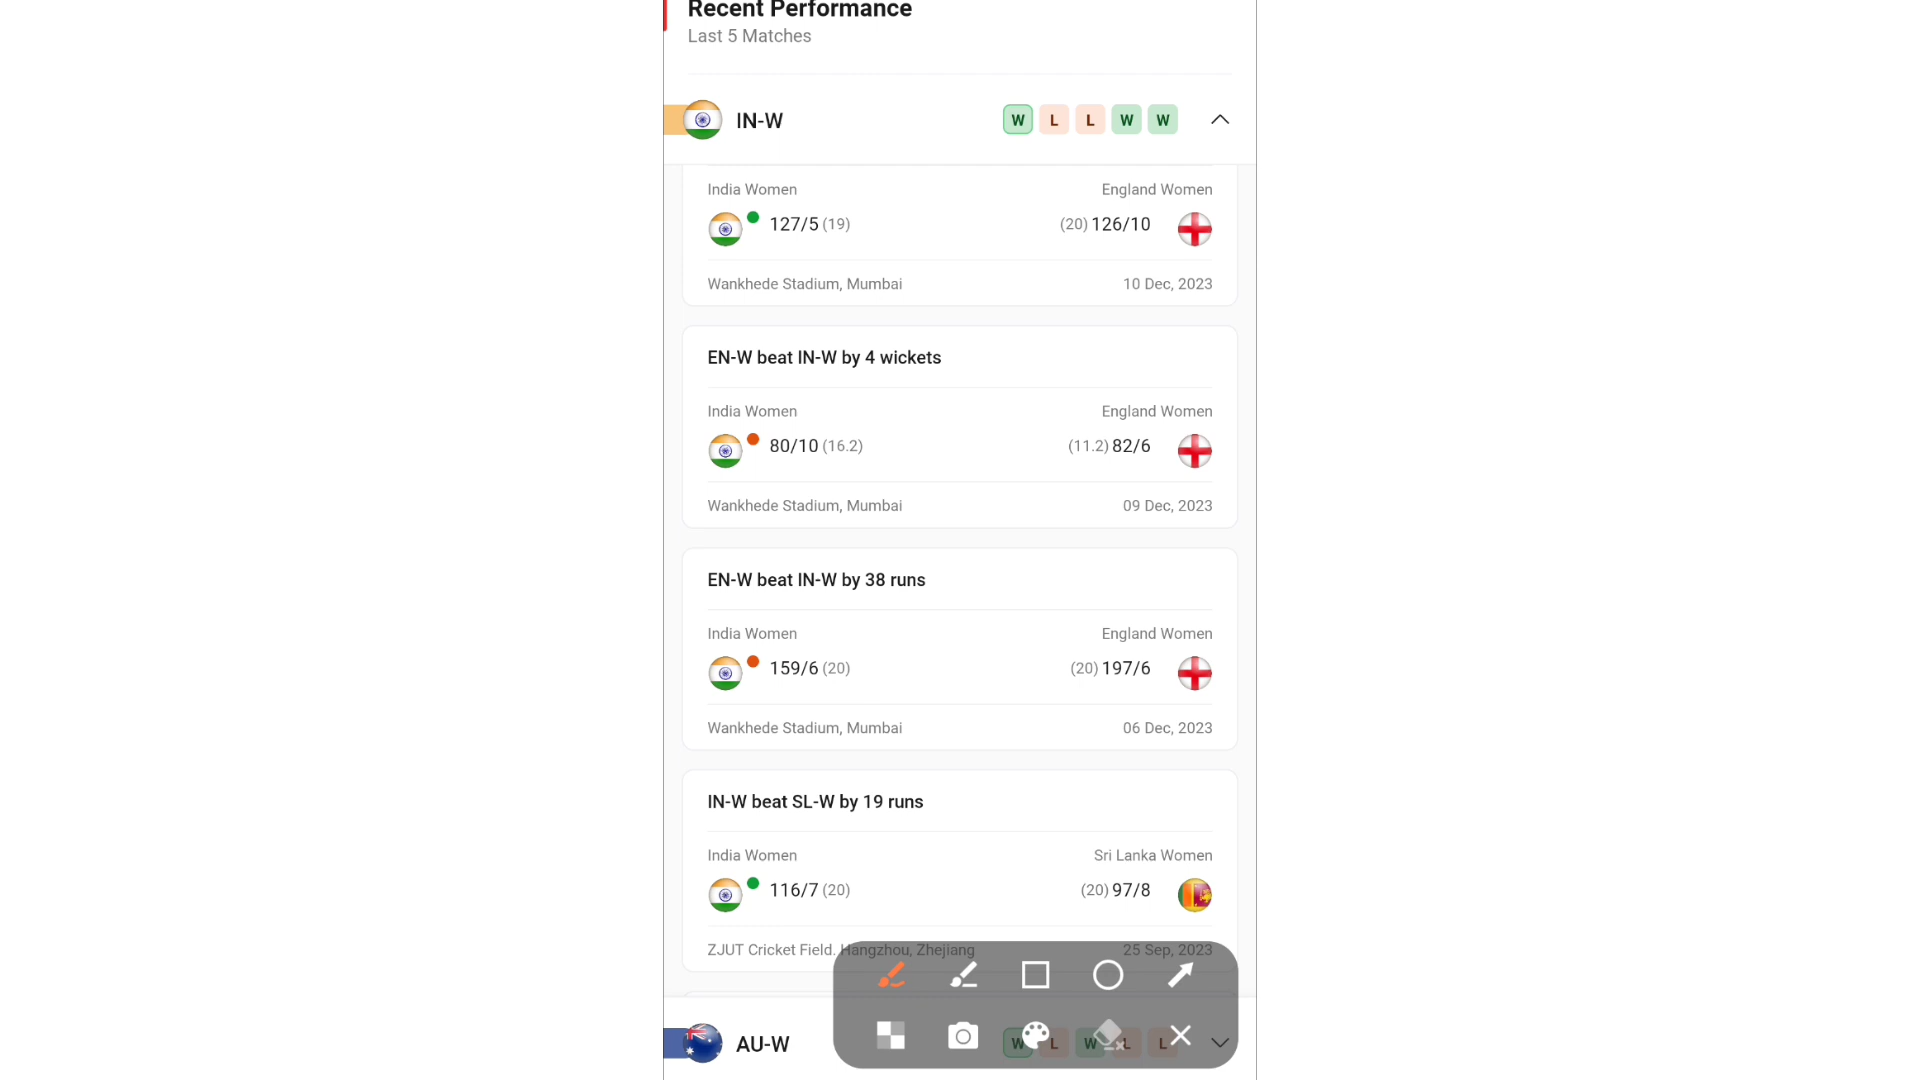 Recent Performance
Last 5 Matches
IN-W W L L W W
India Women England Women
127/5 (19) (20) 126/10
Wankhede Stadium, Mumbai 10 Dec, 2023
EN-W beat IN-W by 4 wickets
India Women England Women
80/10 (16.2) (11.2) 82/6
Wankhede Stadium, Mumbai 09 Dec, 2023
EN-W beat IN-W by 38 runs
India Women England Women
159/6 (20) (20) 197/6
Wankhede Stadium, Mumbai 06 Dec, 2023
IN-W beat SL-W by 19 runs
India Women Sri Lanka Women
116/7 (20) (20) 97/8
ZJUT Cricket Field. Hangzhou, Zhejiang 25 Sep, 2023
AU-W W L W L L